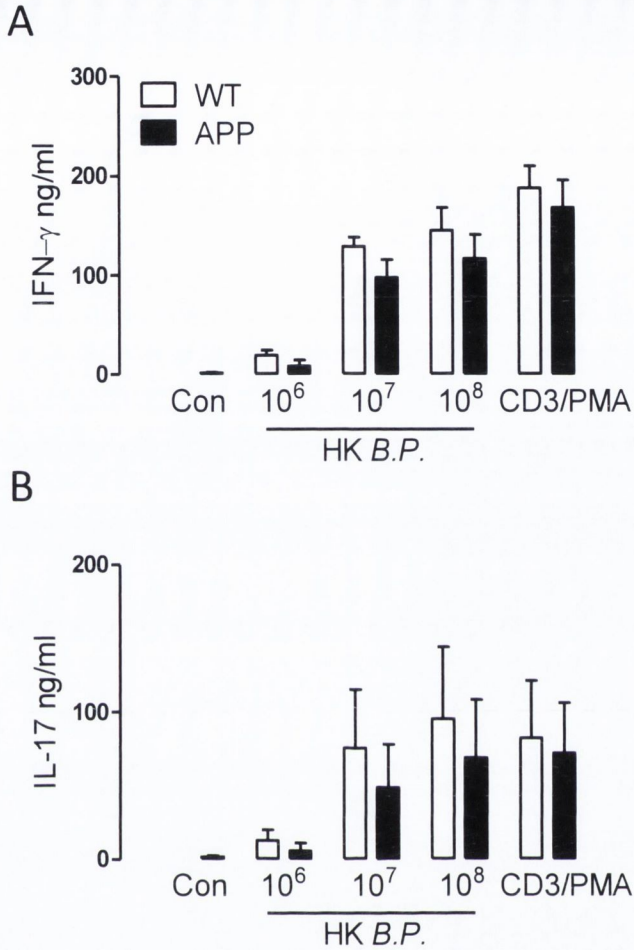 A
300
WT
APP
200
100
0
IFN–γ ng/ml
Con 10⁶ 10⁷ 10⁸ CD3/PMA
HK B.P.
B
200
100
0
IL-17 ng/ml
Con 10⁶ 10⁷ 10⁸ CD3/PMA
HK B.P.